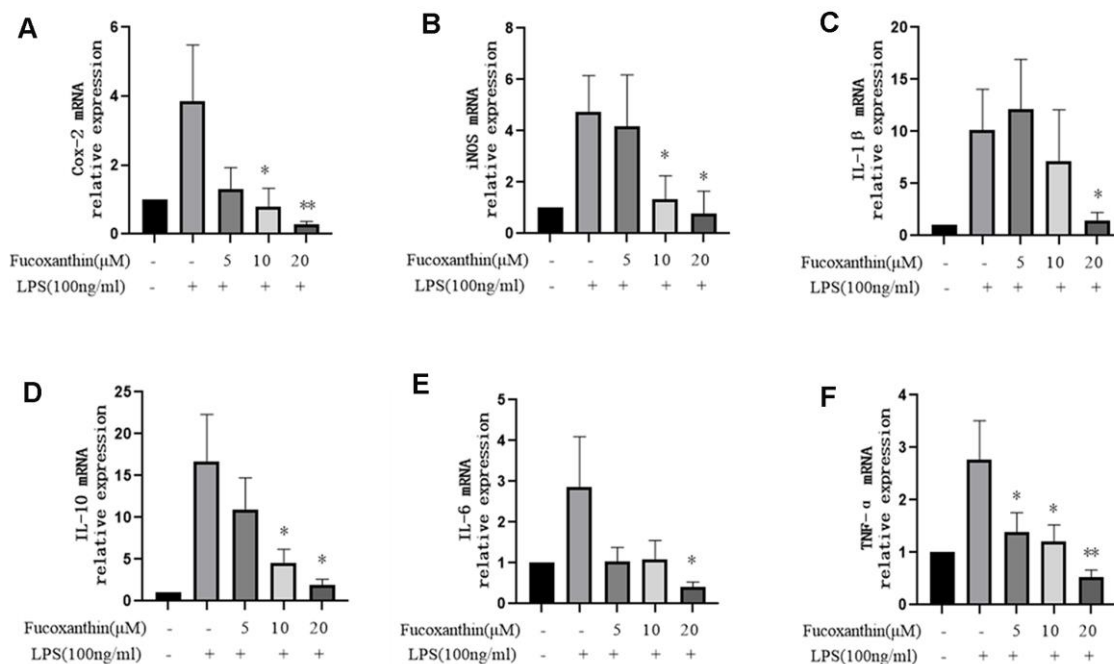 A
Cox-2 mRNA
relative expression
6
4
2
0
*
**
Fucoxanthin(μM) - - 5 10 20
LPS(100ng/ml) - + + + +
B
iNOS mRNA
relative expression
8
6
4
2
0
*
*
Fucoxanthin(μM) - - 5 10 20
LPS(100ng/ml) - + + + +
C
IL-1β mRNA
relative expression
20
15
10
5
0
*
Fucoxanthin(μM) - - 5 10 20
LPS(100ng/ml) - + + + +
D
IL-10 mRNA
relative expression
25
20
15
10
5
0
*
*
Fucoxanthin(μM) - - 5 10 20
LPS(100ng/ml) - + + + +
E
IL-6 mRNA
relative expression
5
4
3
2
1
0
*
Fucoxanthin(μM) - - 5 10 20
LPS(100ng/ml) - + + + +
F
TNF-α mRNA
relative expression
4
3
2
1
0
*
*
**
Fucoxanthin(μM) - - 5 10 20
LPS(100ng/ml) - + + + +